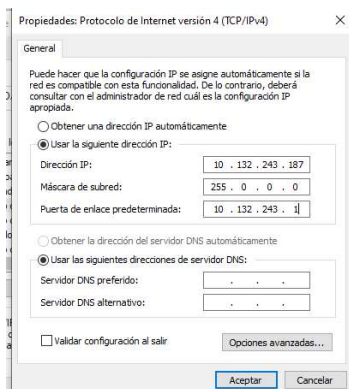 Propiedades: Protocolo de Internet versión 4 (TCP/IPv4)
General
Puede hacer que la configuración IP se asigne automáticamente si la
red es compatible con esta funcionalidad. De lo contrario, deberá
consultar con el administrador de red cuál es la configuración IP
apropiada.
Obtener una dirección IP automáticamente
Usar la siguiente dirección IP:
Dirección IP: 10 . 132 . 243 . 187
Máscara de subred: 255 . 0 . 0 . 0
Puerta de enlace predeterminada: 10 . 132 . 243 . 1
Obtener la dirección del servidor DNS automáticamente
Usar las siguientes direcciones de servidor DNS:
Servidor DNS preferido: . . .
Servidor DNS alternativo: . . .
Validar configuración al salir
Opciones avanzadas...
Aceptar Cancelar